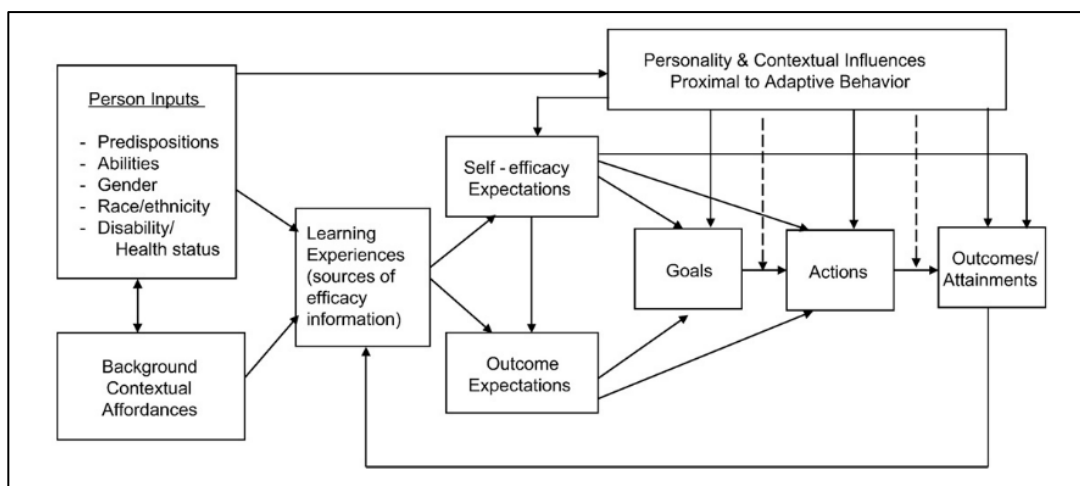 Personality & Contextual Influences
Proximal to Adaptive Behavior
Person Inputs
- Predispositions
- Abilities
- Gender
- Race/ethnicity
- Disability/
Health status
Self - efficacy
Expectations
Learning
Experiences
(sources of
efficacy
information)
Goals
Actions
Outcomes/
Attainments
Background
Contextual
Affordances
Outcome
Expectations